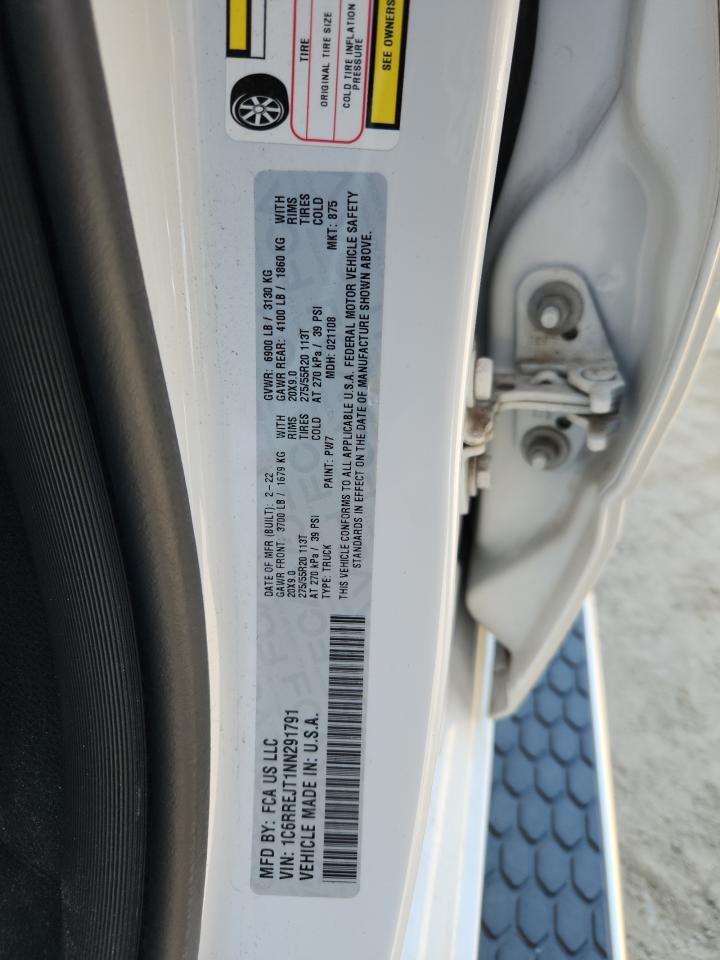 MFD BY: FCA US LLC
VIN: 1C6RREJT1NN291791
VEHICLE MADE IN: U.S.A.
DATE OF MFR (BUILT): 2-22 GVWR: 6900 LB / 3130 KG
GAWR FRONT: 3700 LB / 1679 KG WITH GAWR REAR: 4100 LB / 1860 KG WITH
20X9.0 RIMS 20X9.0 RIMS
275/55R20 113T TIRES 275/55R20 113T TIRES
AT 270 kPa / 39 PSI COLD AT 270 kPa / 39 PSI COLD
TYPE: TRUCK PAINT: PW7 MDH: 021108 MKT: 875
THIS VEHICLE CONFORMS TO ALL APPLICABLE U.S.A. FEDERAL MOTOR VEHICLE SAFETY
STANDARDS IN EFFECT ON THE DATE OF MANUFACTURE SHOWN ABOVE.
TIRE
ORIGINAL TIRE SIZE
COLD TIRE INFLATION
PRESSURE
SEE OWNERS